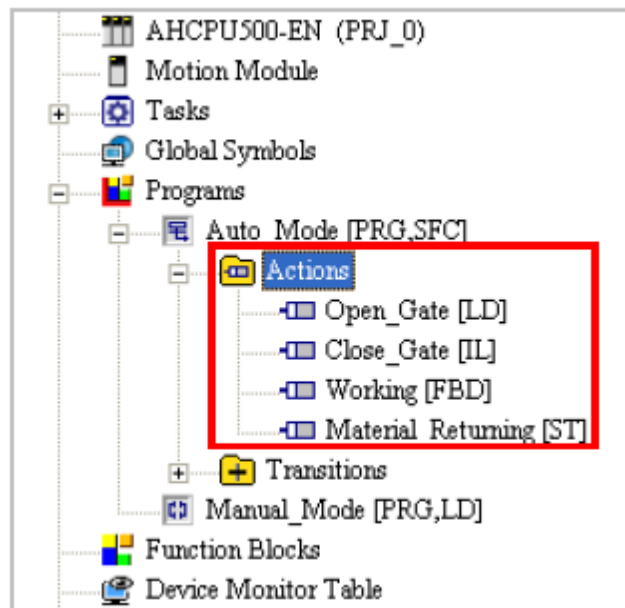 AHCPU500-EN (PRJ_0)
Motion Module
Tasks
Global Symbols
Programs
Auto_Mode [PRG,SFC]
Actions
Open_Gate [LD]
Close_Gate [IL]
Working [FBD]
Material_Returning [ST]
Transitions
Manual_Mode [PRG,LD]
Function Blocks
Device Monitor Table